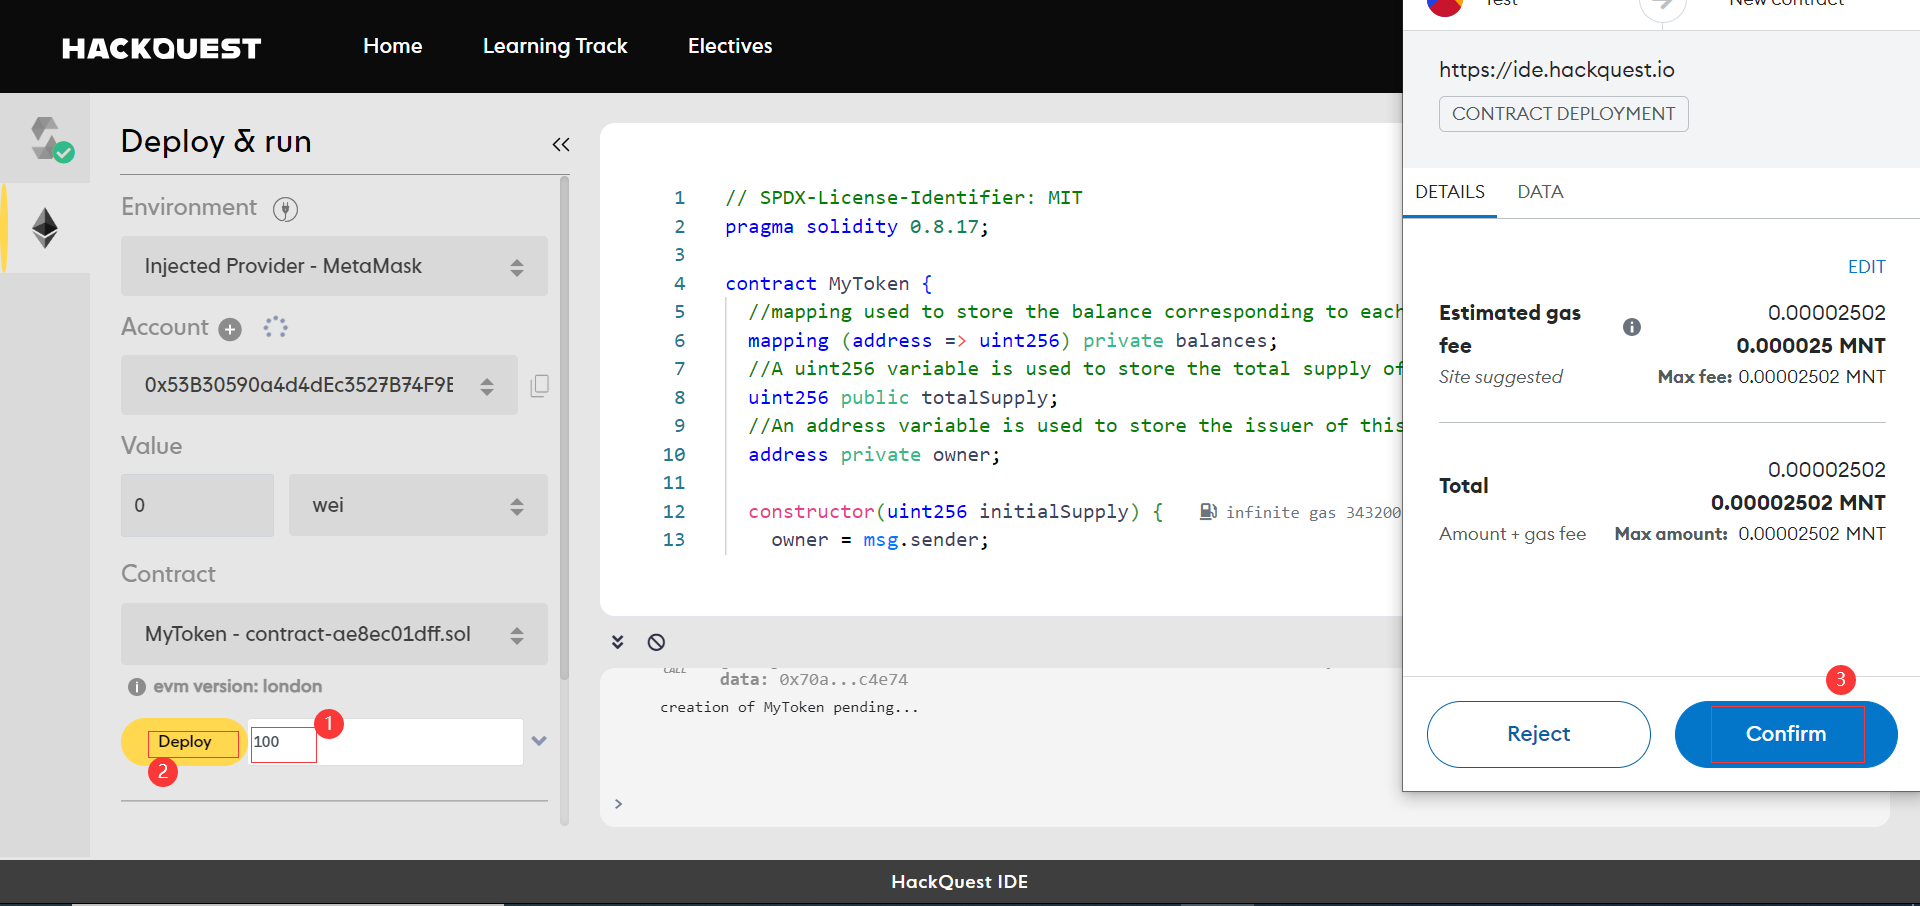 HACKQUEST
Home
Learning Track
Electives
Deploy & run
Environment
Injected Provider - MetaMask
Account
0x53B30590a4d4dEc3527B74F9E
Value
0
wei
Contract
MyToken - contract-ae8ec01dff.sol
evm version: london
Deploy
100
1
2
1 // SPDX-License-Identifier: MIT
2 pragma solidity 0.8.17;
3
4 contract MyToken {
5 //mapping used to store the balance corresponding to each
6 mapping (address => uint256) private balances;
7 //A uint256 variable is used to store the total supply of
8 uint256 public totalSupply;
9 //An address variable is used to store the issuer of this
10 address private owner;
11
12 constructor(uint256 initialSupply) { infinite gas 343200
13 owner = msg.sender;
data: 0x70a...c4e74
creation of MyToken pending...
>
https://ide.hackquest.io
CONTRACT DEPLOYMENT
DETAILS
DATA
EDIT
Estimated gas fee
0.00002502
0.000025 MNT
Site suggested
Max fee: 0.00002502 MNT
0.00002502
Total
0.00002502 MNT
Amount + gas fee
Max amount: 0.00002502 MNT
3
Reject
Confirm
HackQuest IDE